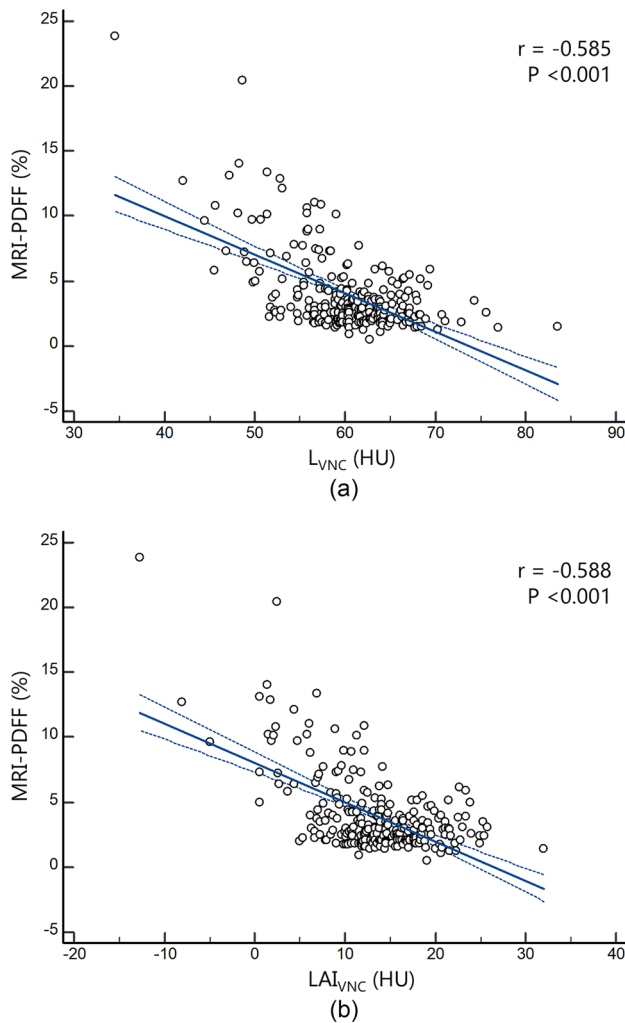 25
20
15
10
5
0
-5
MRI-PDFF (%)
r = -0.585
P <0.001
30 40 50 60 70 80 90
L_VNC (HU)
(a)
25
20
15
10
5
0
-5
MRI-PDFF (%)
r = -0.588
P <0.001
-20 -10 0 10 20 30 40
LAI_VNC (HU)
(b)